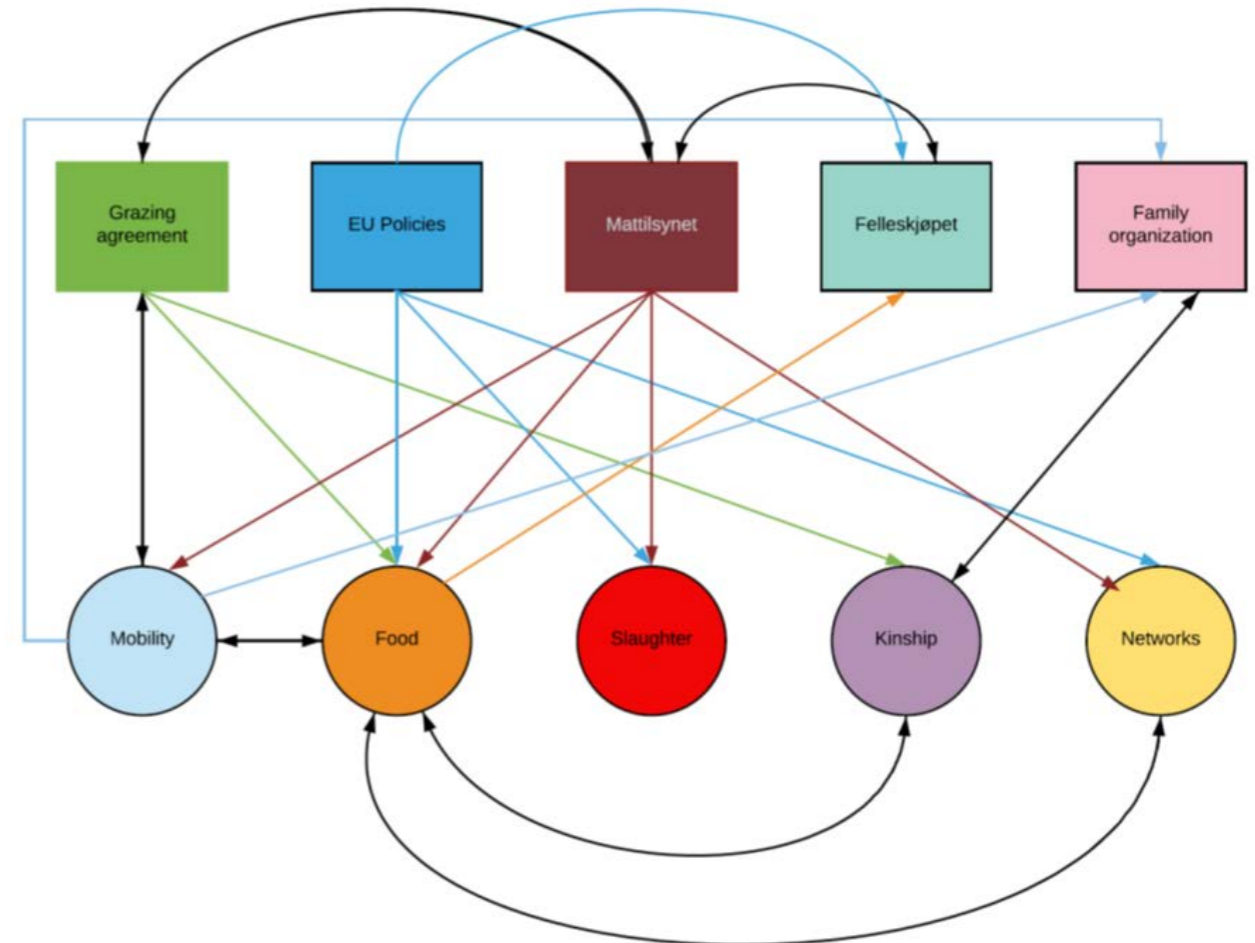 Grazing
agreement
EU Policies
Mattilsynet
Felleskjøpet
Family
organization
Mobility
Food
Slaughter
Kinship
Networks